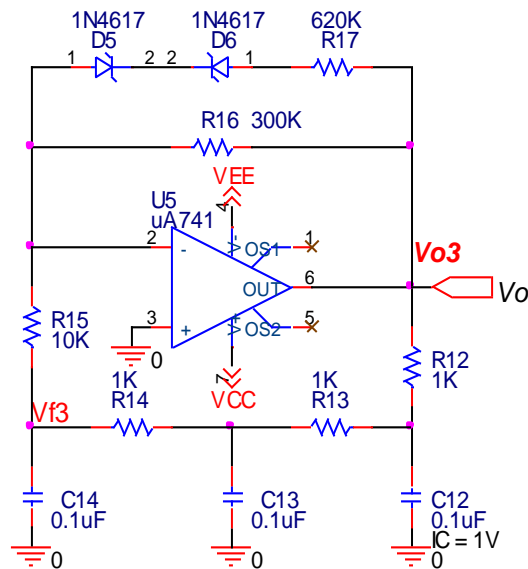 1N4617 1N4617 620K
D5 D6 R17
1 2 2 1
R16 300K
U5
uA741
VEE
4
V-
OS1
1
2
-
OUT
6
Vo3
Vo
3
+
V+
OS2
5
0
7
VCC
R15
10K
R12
1K
Vf3
1K
R14
1K
R13
C14
0.1uF
C13
0.1uF
C12
0.1uF
IC = 1V
0 0 0